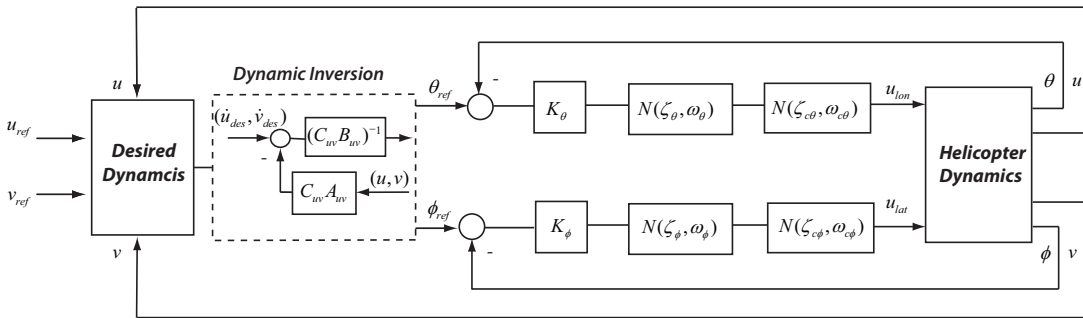 u
v
u_ref
v_ref
Desired
Dynamcis
Dynamic Inversion
(u̇_des, v̇_des)
-
(C_uv B_uv)⁻¹
C_uv A_uv
(u, v)
θ_ref
-
K_θ
N(ζ_θ, ω_θ)
N(ζ_cθ, ω_cθ)
u_lon
ϕ_ref
-
K_ϕ
N(ζ_ϕ, ω_ϕ)
N(ζ_cϕ, ω_cϕ)
u_lat
Helicopter
Dynamics
θ
u
ϕ
v